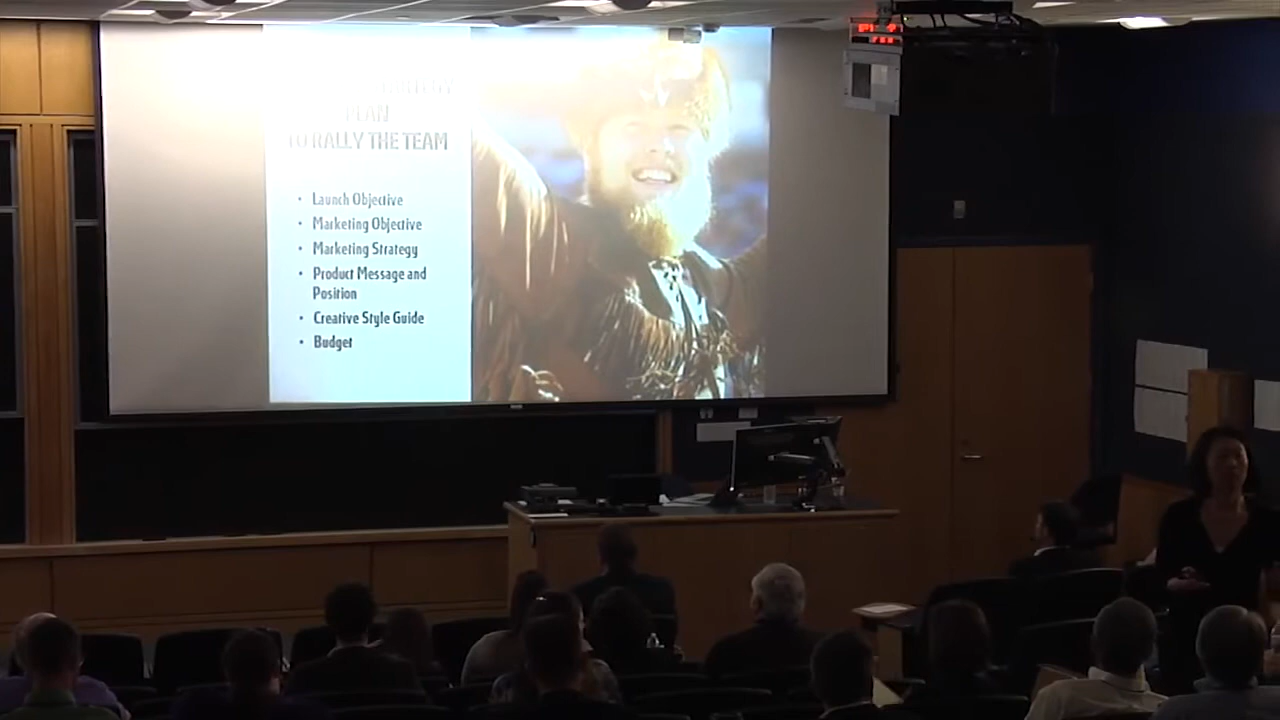 PLAN
TO RALLY THE TEAM
• Launch Objective
• Marketing Objective
• Marketing Strategy
• Product Message and
Position
• Creative Style Guide
• Budget